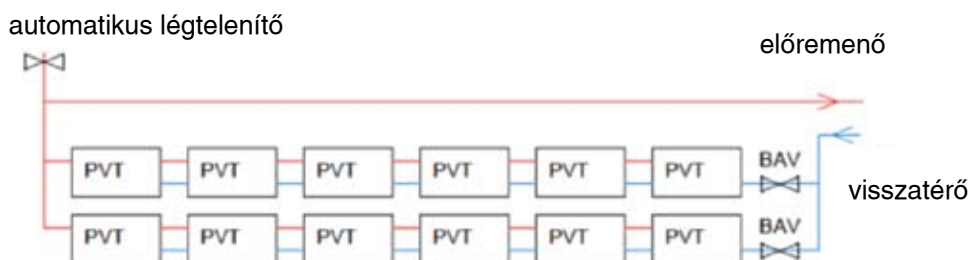 automatikus légtelenítő
előremenő
PVT PVT PVT PVT PVT PVT BAV
visszatérő
PVT PVT PVT PVT PVT PVT BAV